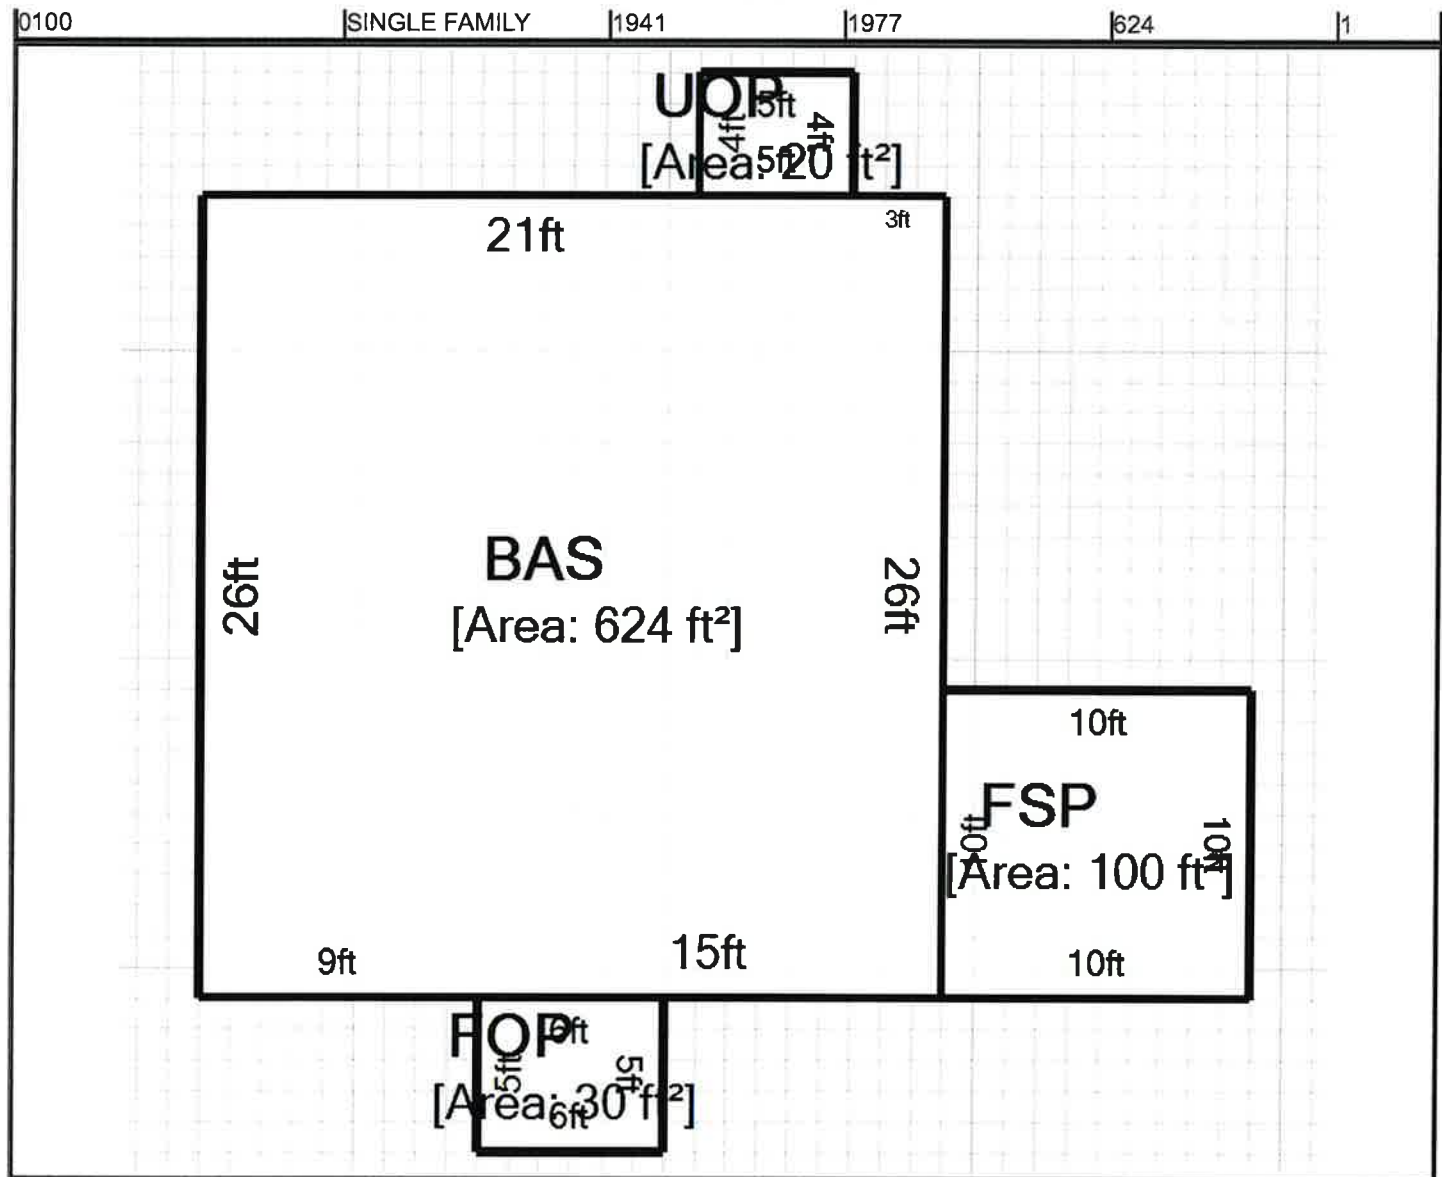 0100 SINGLE FAMILY 1941 1977 624 1
UOP
5ft
4ft
4ft
[Area: 20 ft²]
5ft
21ft
3ft
BAS
[Area: 624 ft²]
26ft
26ft
10ft
FSP
10ft
10ft
[Area: 100 ft²]
10ft
9ft
15ft
FOP
6ft
5ft
5ft
[Area: 30 ft²]
6ft